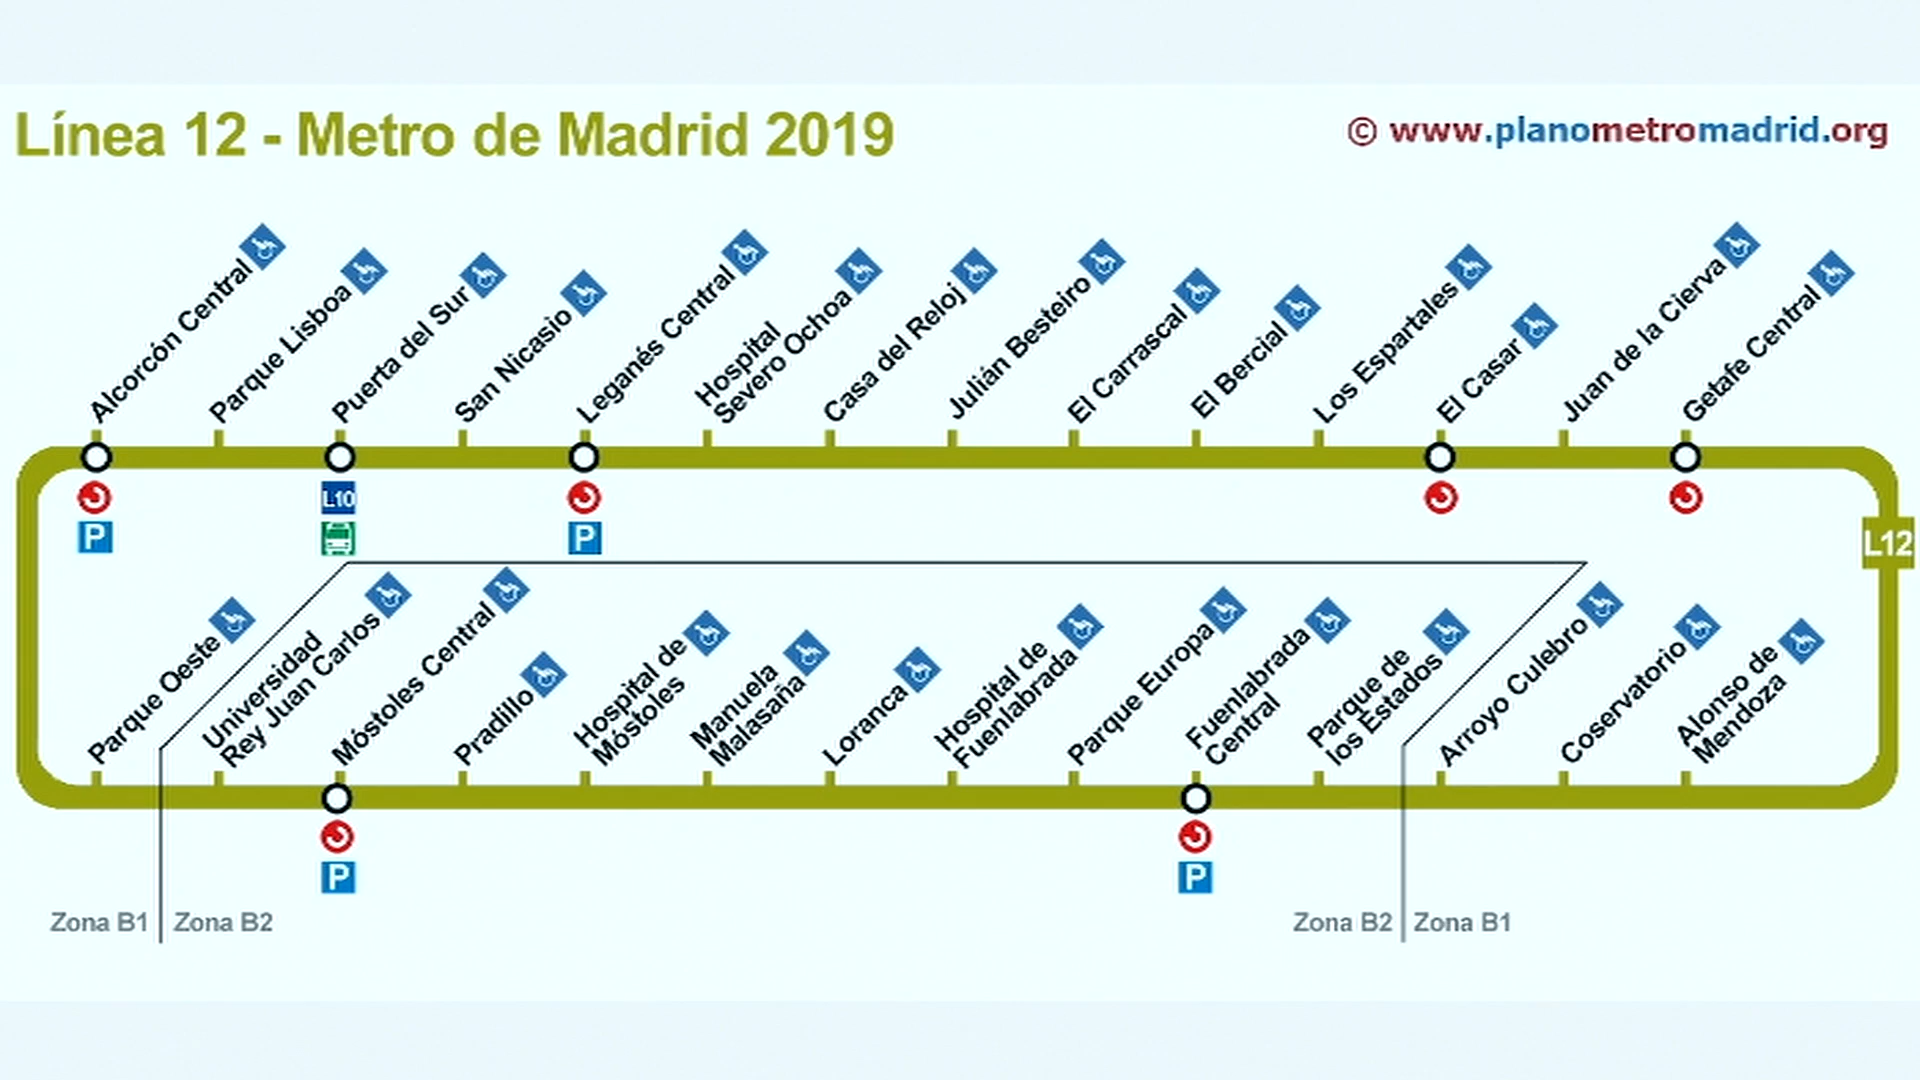 Línea 12 - Metro de Madrid 2019
© www.planometromadrid.org
Alcorcón Central
Parque Lisboa
Puerta del Sur
San Nicasio
Leganés Central
Hospital
Severo Ochoa
Casa del Reloj
Julián Besteiro
El Carrascal
El Bercial
Los Espartales
El Casar
Juan de la Cierva
Getafe Central
P
L10
P
L12
Parque Oeste
Universidad
Rey Juan Carlos
Móstoles Central
Pradillo
Hospital de
Móstoles
Manuela
Malasaña
Loranca
Hospital de
Fuenlabrada
Parque Europa
Fuenlabrada
Central
Parque de
los Estados
Arroyo Culebro
Coservatorio
Alonso de
Mendoza
P
P
Zona B1
Zona B2
Zona B2
Zona B1